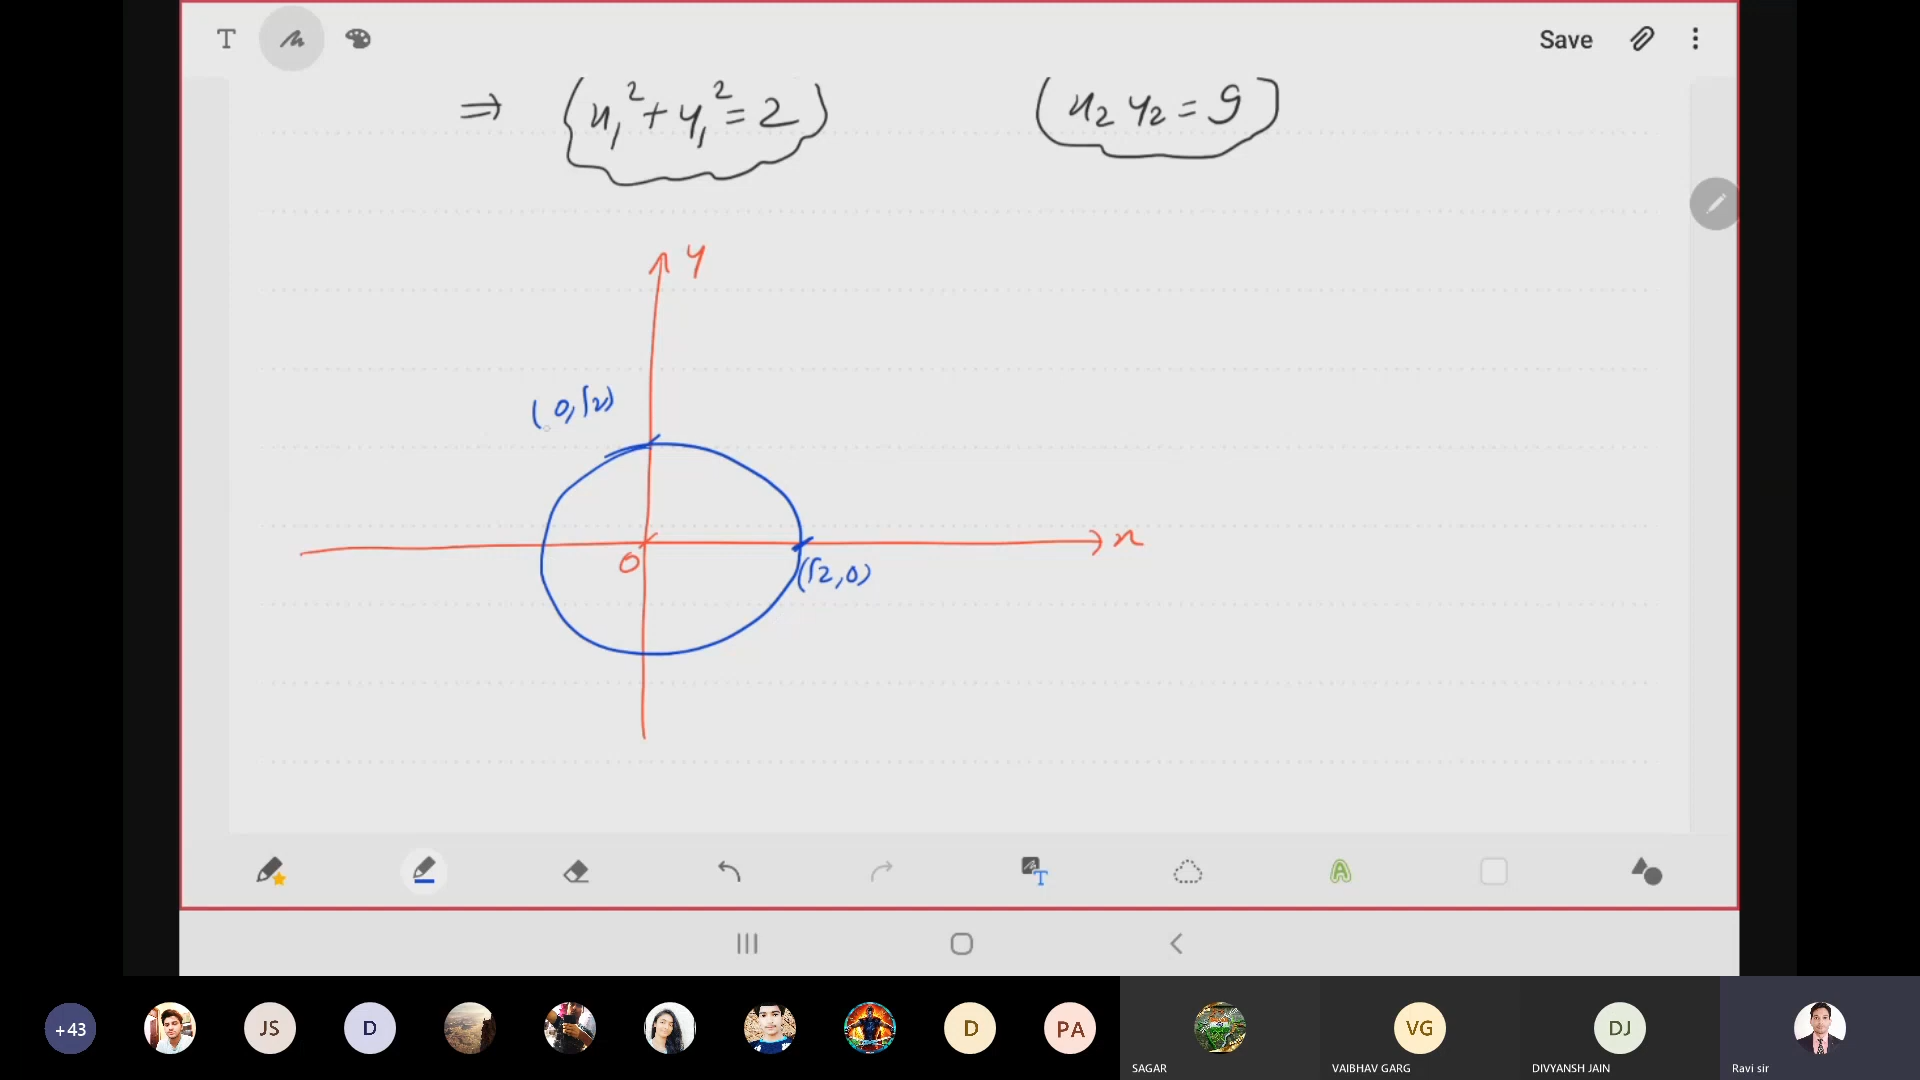 T Save
⇒ (x₁² + y₁² = 2) (x₂ y₂ = 9)
y
(0, √2)
x
O
(√2, 0)
T A
+43 JS D D PA VG DJ
SAGAR VAIBHAV GARG DIVYANSH JAIN Ravi sir